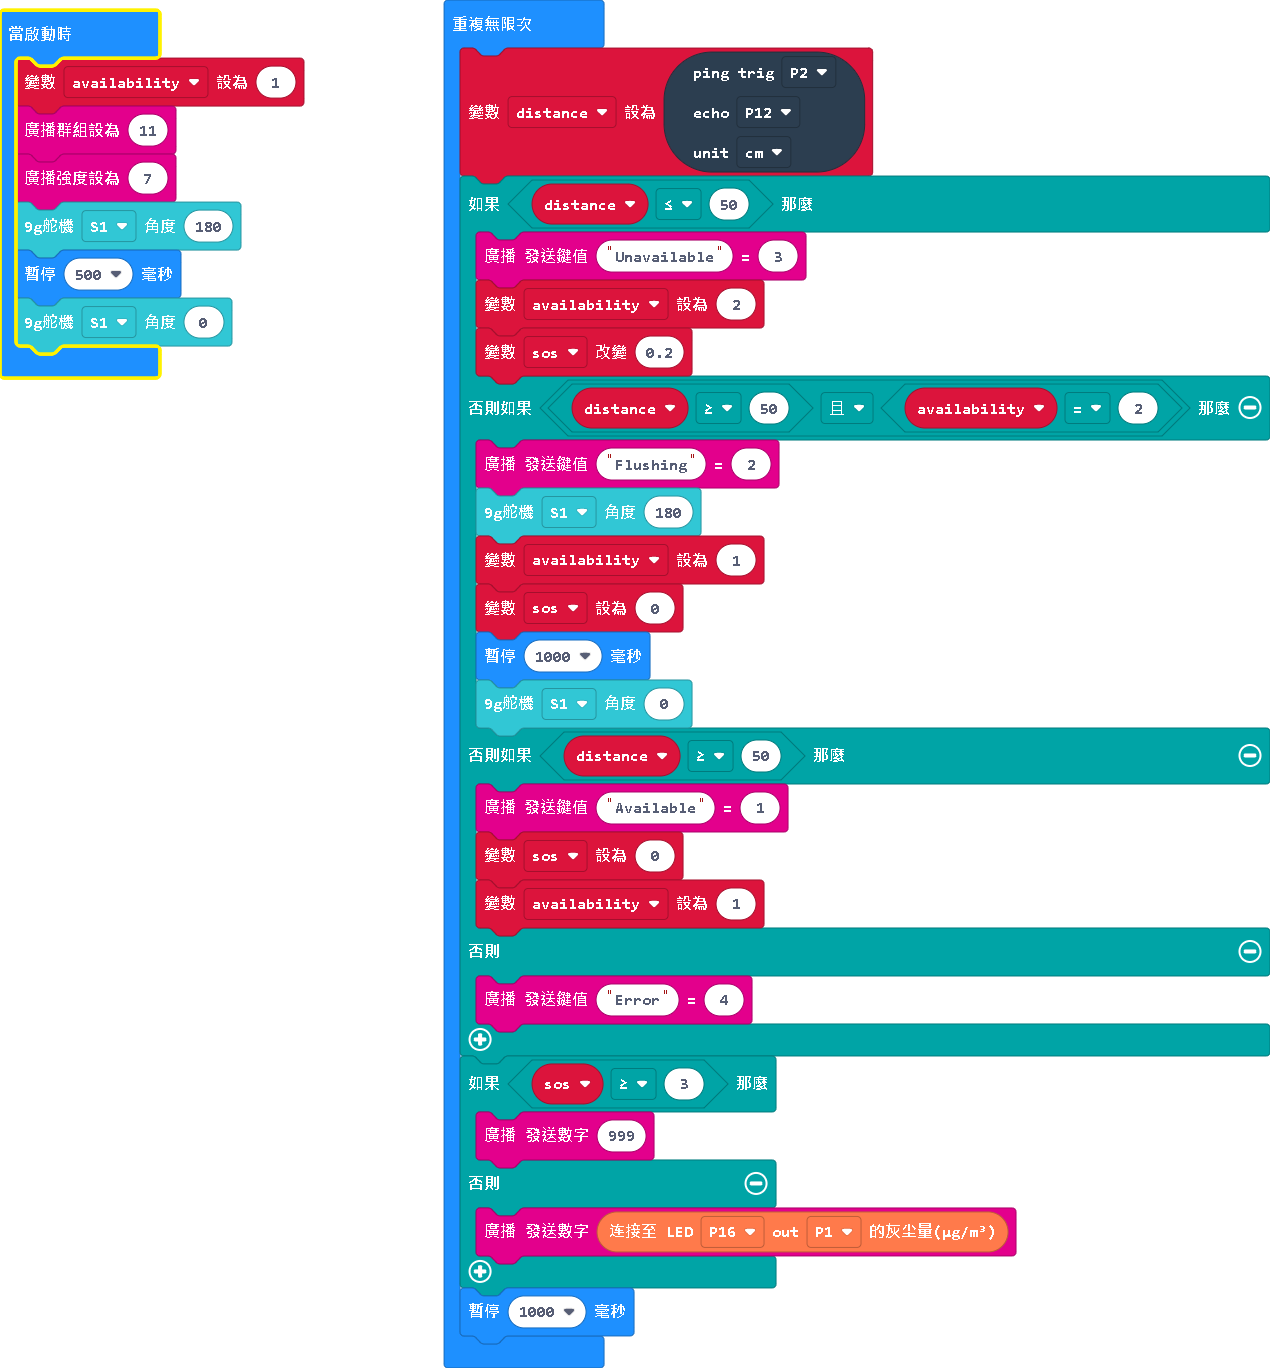 當啟動時
變數 availability 設為 1
廣播群組設為 11
廣播強度設為 7
9g舵機 S1 角度 180
暫停 500 毫秒
9g舵機 S1 角度 0
重複無限次
變數 distance 設為 ping trig P2
echo P12
unit cm
如果 distance ≤ 50 那麼
廣播 發送鍵值 "Unavailable" = 3
變數 availability 設為 2
變數 sos 改變 0.2
否則如果 distance ≥ 50 且 availability = 2 那麼
廣播 發送鍵值 "Flushing" = 2
9g舵機 S1 角度 180
變數 availability 設為 1
變數 sos 設為 0
暫停 1000 毫秒
9g舵機 S1 角度 0
否則如果 distance ≥ 50 那麼
廣播 發送鍵值 "Available" = 1
變數 sos 設為 0
變數 availability 設為 1
否則
廣播 發送鍵值 "Error" = 4
如果 sos ≥ 3 那麼
廣播 發送數字 999
否則
廣播 發送數字 连接至 LED P16 out P1 的灰尘量(μg/m³)
暫停 1000 毫秒